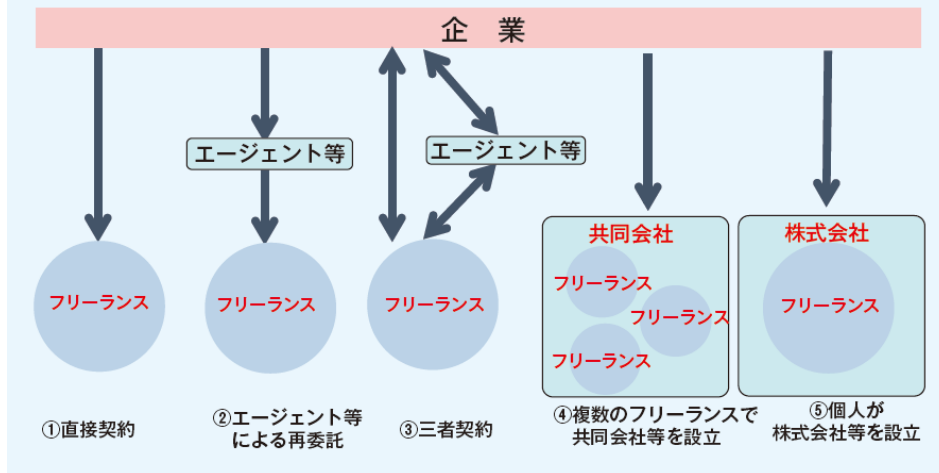 企 業
エージェント等
エージェント等
共同会社
株式会社
フリーランス
フリーランス
フリーランス
フリーランス
フリーランス
フリーランス
フリーランス
①直接契約
②エージェント等
による再委託
③三者契約
④複数のフリーランスで
共同会社等を設立
⑤個人が
株式会社等を設立